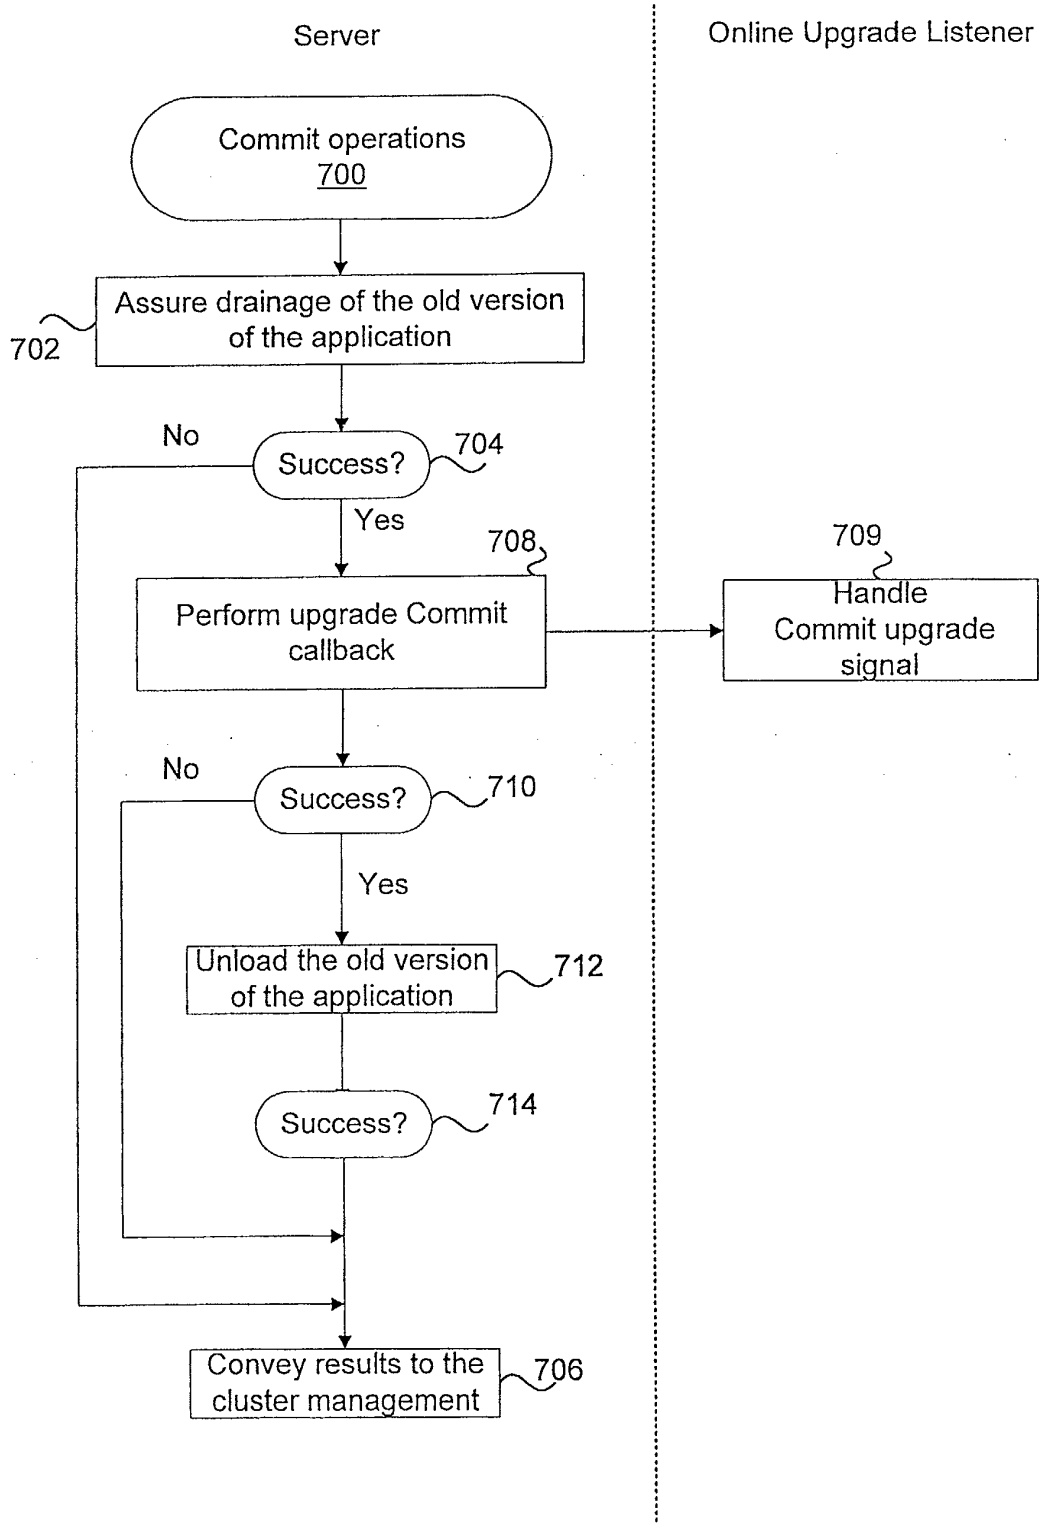 Server
Online Upgrade Listener
Commit operations
700
Assure drainage of the old version
of the application
702
No
Success?
704
Yes
708
709
Perform upgrade Commit
callback
Handle
Commit upgrade
signal
No
Success?
710
Yes
Unload the old version
of the application
712
Success?
714
Convey results to the
cluster management
706